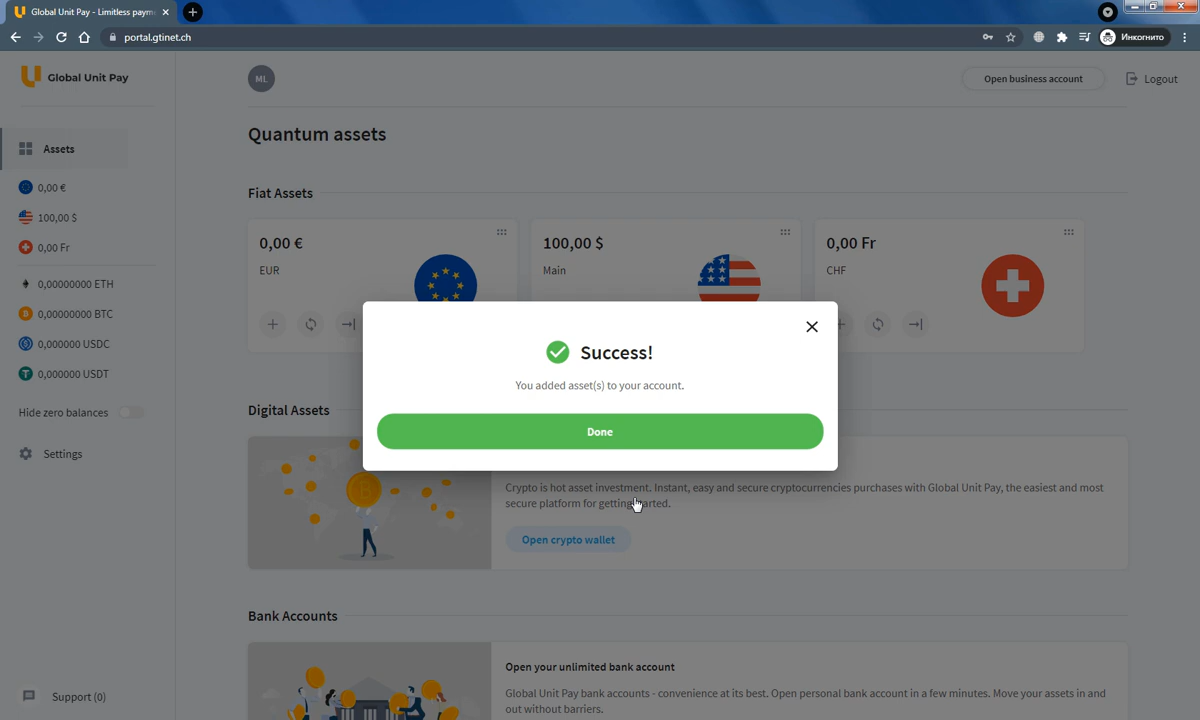 Global Unit Pay - Limitless payme
portal.gtinet.ch
Инкогнито
Global Unit Pay
ML
Open business account
Logout
Assets
0,00 €
100,00 $
0,00 Fr
0,00000000 ETH
0,00000000 BTC
0,000000 USDC
0,000000 USDT
Hide zero balances
Settings
Support (0)
Quantum assets
Fiat Assets
0,00 €
EUR
100,00 $
Main
0,00 Fr
CHF
Success!
You added asset(s) to your account.
Done
Digital Assets
Crypto is hot asset investment. Instant, easy and secure cryptocurrencies purchases with Global Unit Pay, the easiest and most
secure platform for getting started.
Open crypto wallet
Bank Accounts
Open your unlimited bank account
Global Unit Pay bank accounts - convenience at its best. Open personal bank account in a few minutes. Move your assets in and
out without barriers.